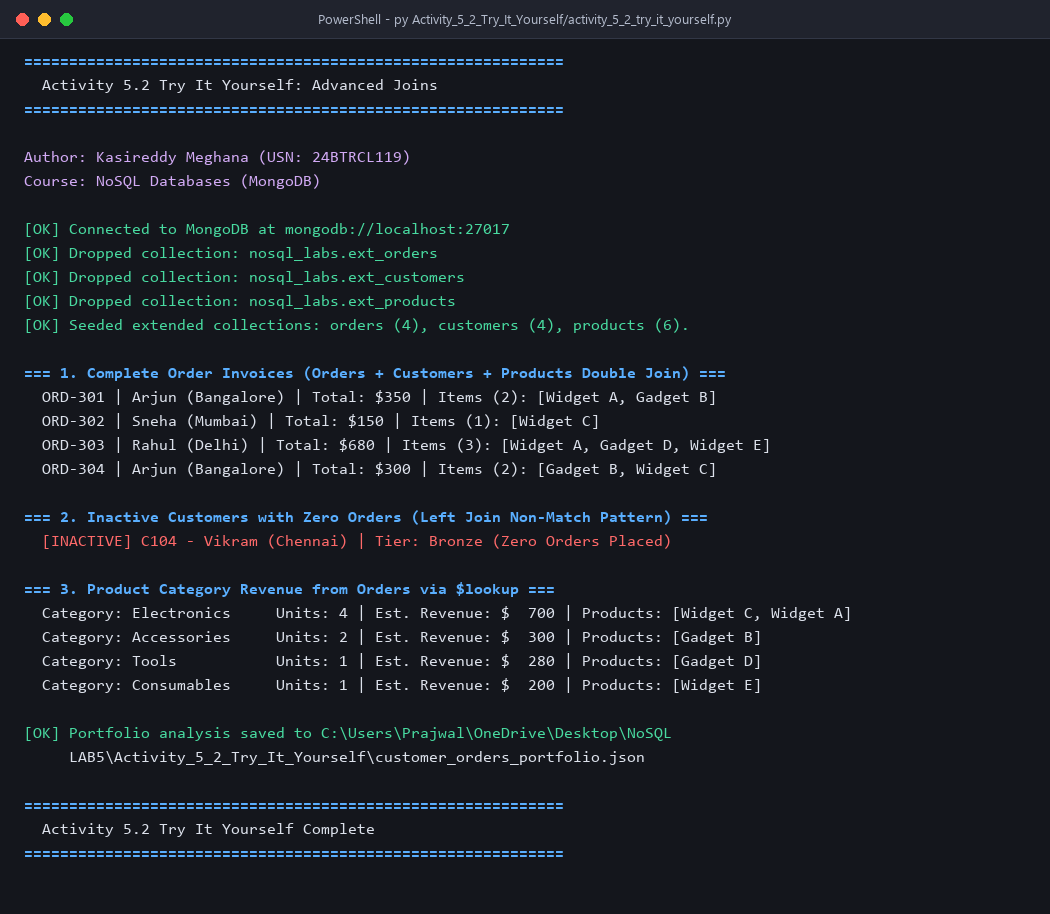 PowerShell - py Activity_5_2_Try_It_Yourself/activity_5_2_try_it_yourself.py
============================================================
Activity 5.2 Try It Yourself: Advanced Joins
============================================================
Author: Kasireddy Meghana (USN: 24BTRCL119)
Course: NoSQL Databases (MongoDB)
[OK] Connected to MongoDB at mongodb://localhost:27017
[OK] Dropped collection: nosql_labs.ext_orders
[OK] Dropped collection: nosql_labs.ext_customers
[OK] Dropped collection: nosql_labs.ext_products
[OK] Seeded extended collections: orders (4), customers (4), products (6).
=== 1. Complete Order Invoices (Orders + Customers + Products Double Join) ===
ORD-301 | Arjun (Bangalore) | Total: $350 | Items (2): [Widget A, Gadget B]
ORD-302 | Sneha (Mumbai) | Total: $150 | Items (1): [Widget C]
ORD-303 | Rahul (Delhi) | Total: $680 | Items (3): [Widget A, Gadget D, Widget E]
ORD-304 | Arjun (Bangalore) | Total: $300 | Items (2): [Gadget B, Widget C]
=== 2. Inactive Customers with Zero Orders (Left Join Non-Match Pattern) ===
[INACTIVE] C104 - Vikram (Chennai) | Tier: Bronze (Zero Orders Placed)
=== 3. Product Category Revenue from Orders via $lookup ===
Category: Electronics     Units: 4 | Est. Revenue: $  700 | Products: [Widget C, Widget A]
Category: Accessories     Units: 2 | Est. Revenue: $  300 | Products: [Gadget B]
Category: Tools           Units: 1 | Est. Revenue: $  280 | Products: [Gadget D]
Category: Consumables     Units: 1 | Est. Revenue: $  200 | Products: [Widget E]
[OK] Portfolio analysis saved to C:\Users\Prajwal\OneDrive\Desktop\NoSQL
LAB5\Activity_5_2_Try_It_Yourself\customer_orders_portfolio.json
============================================================
Activity 5.2 Try It Yourself Complete
============================================================